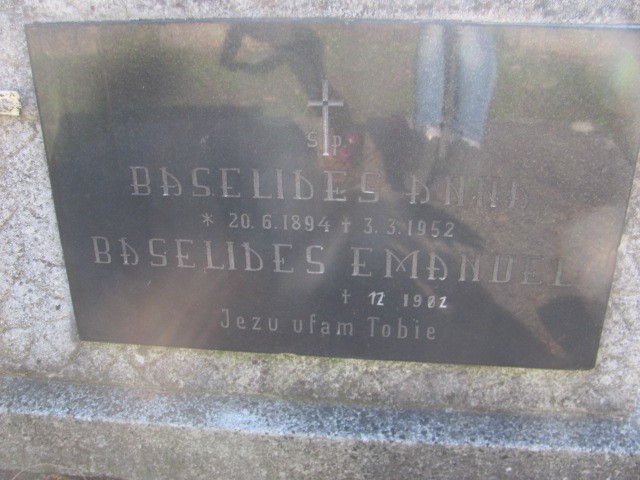 Ś.p.
BASELIDES ANNA
* 20.6.1894 + 3.3.1952
BASELIDES EMANUEL
+ 12 1982
Jezu ufam Tobie